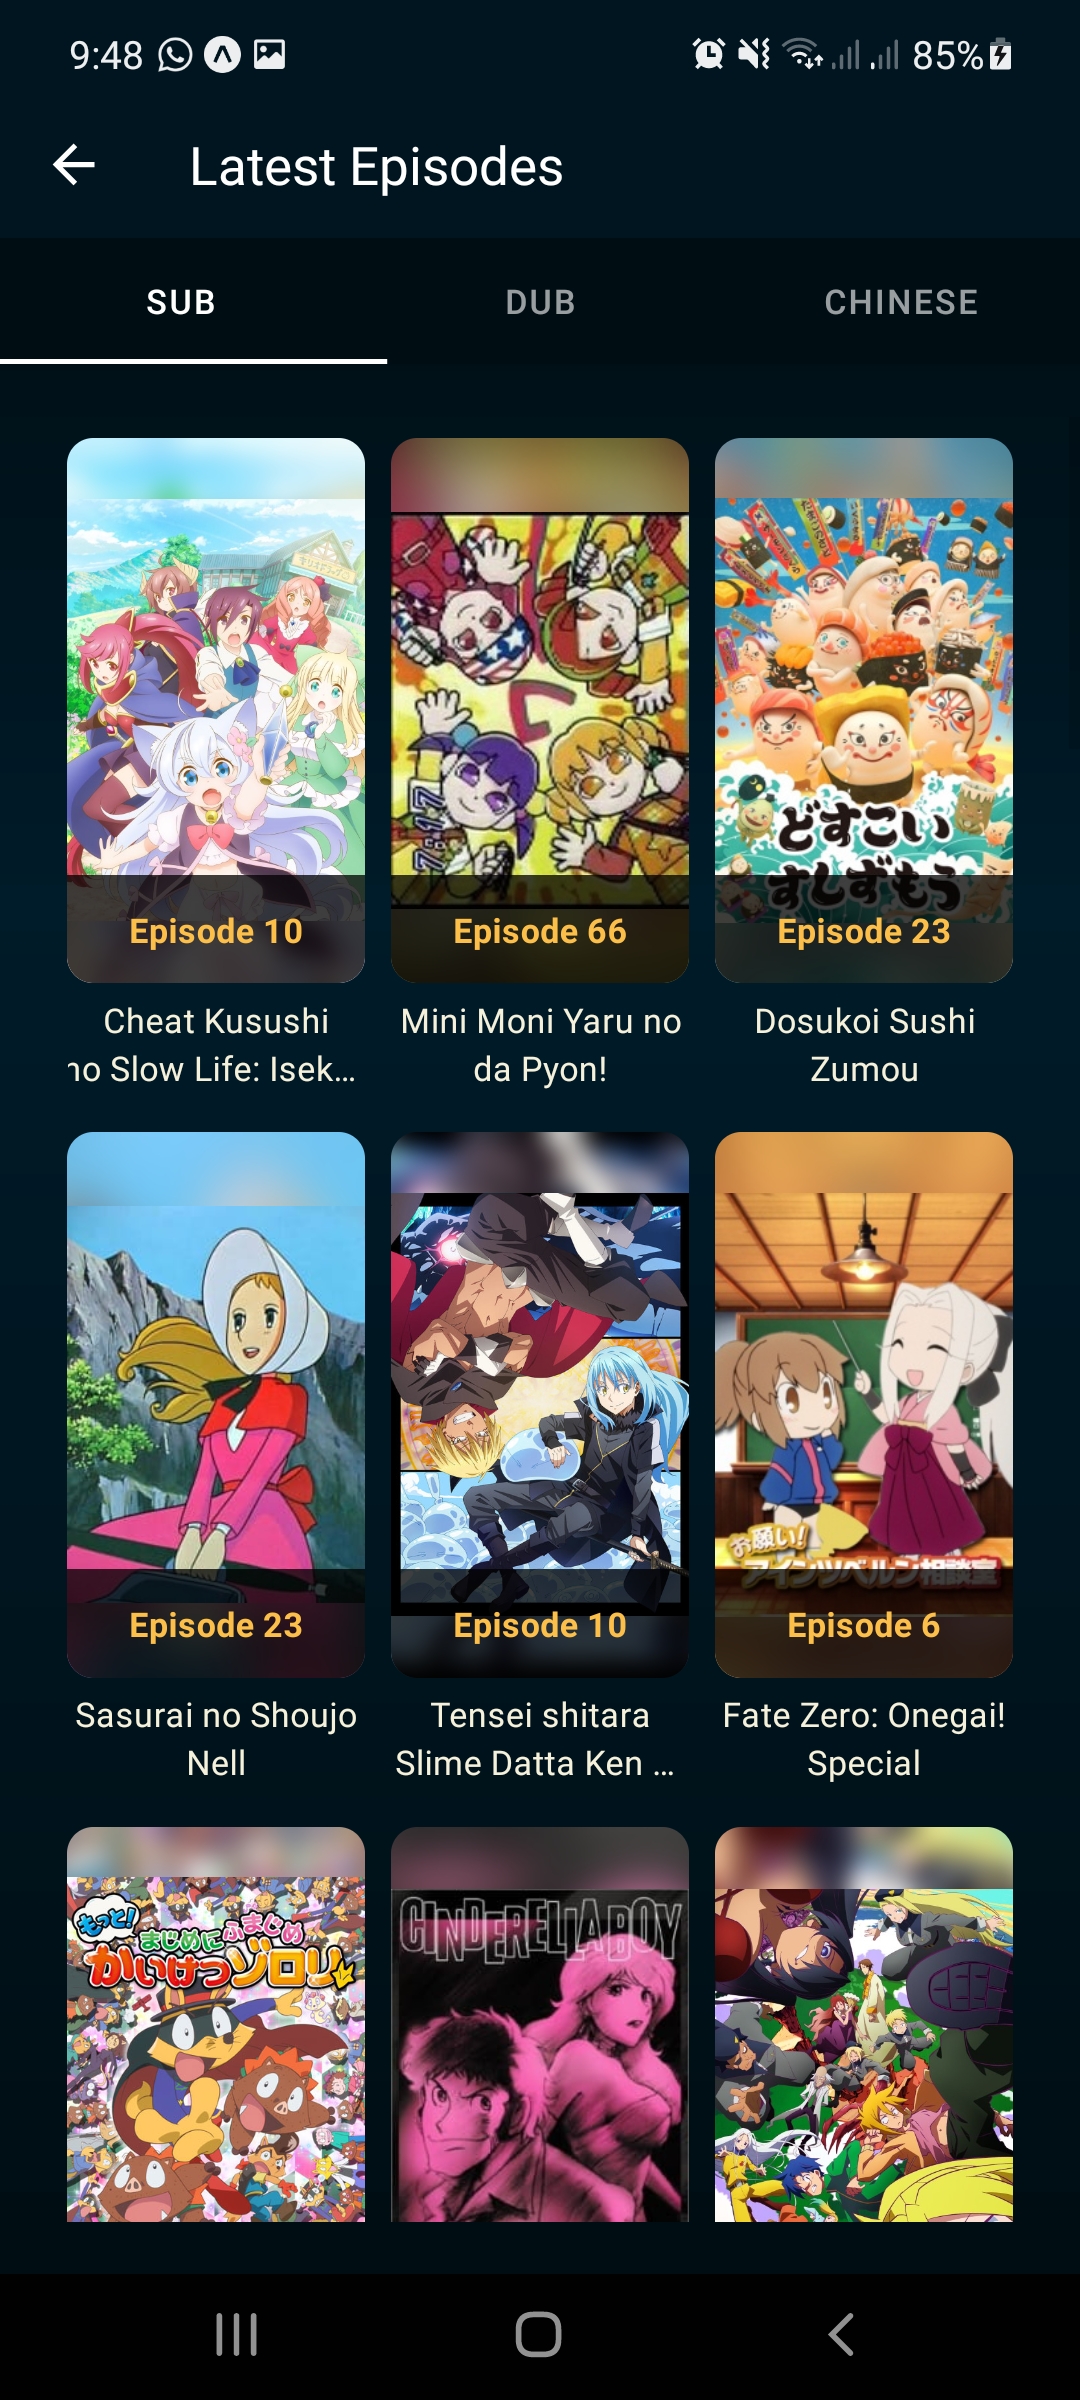 9:48
85%
Latest Episodes
SUB
DUB
CHINESE
7:17
どすこい
すしずもう
Episode 10
Episode 66
Episode 23
Cheat Kusushi
no Slow Life: Isek...
Mini Moni Yaru no
da Pyon!
Dosukoi Sushi
Zumou
お願い!
アインツベルン相談室
Episode 23
Episode 10
Episode 6
Sasurai no Shoujo
Nell
Tensei shitara
Slime Datta Ken ...
Fate Zero: Onegai!
Special
もっと!
まじめにふまじめ
かいけつゾロリ
CINDERELLA BOY